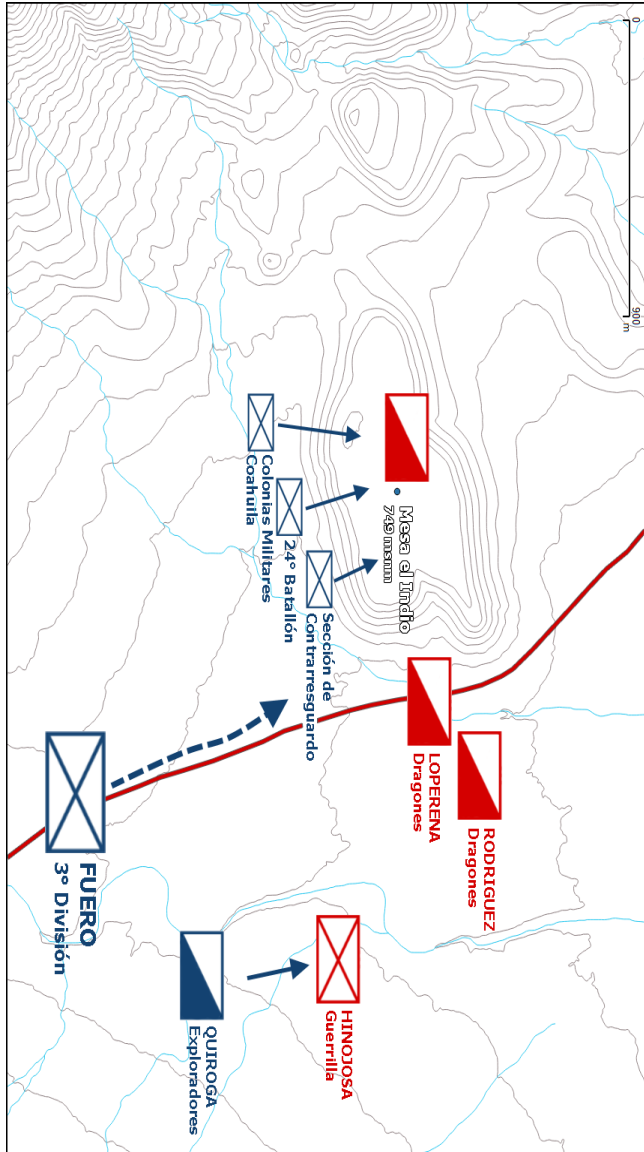 0 900
m
RODRIGUEZ
Dragones
LOPERENA
Dragones
Mesa el Indio
749 msnm
HINOJOSA
Guerrilla
Sección de
Contrarresguardo
24° Batallón
Colonias Militares
Coahuila
QUIROGA
Exploradores
FUERO
3° División